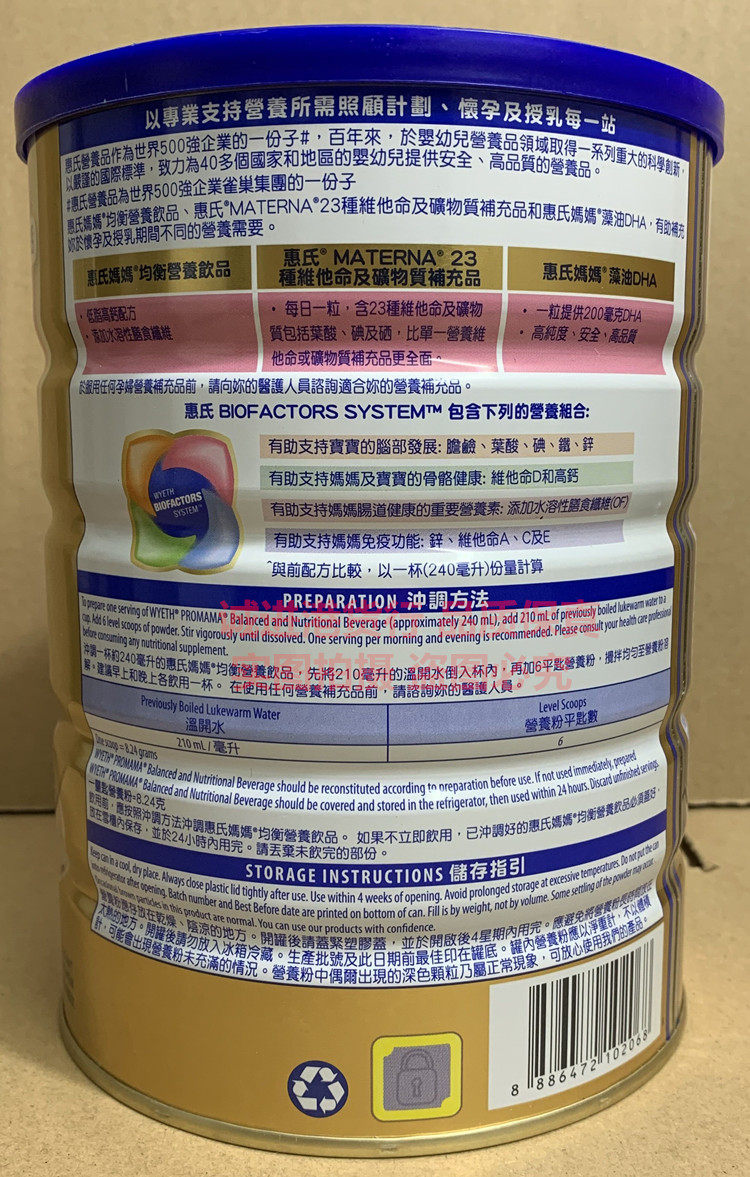 以專業支持營養所需照顧計劃、懷孕及授乳每一站
惠氏營養品作為世界500強企業的一份子#，百年來，於嬰幼兒營養品領域取得一系列重大的科學創新，
以嚴謹的國際標準，致力為40多個國家和地區的嬰幼兒提供安全、高品質的營養品。
#惠氏營養品為世界500強企業雀巢集團的一份子
惠氏媽媽®均衡營養飲品、惠氏®MATERNA®23種維他命及礦物質補充品和惠氏媽媽®藻油DHA，有助補充
妳於懷孕及授乳期間不同的營養需要。
惠氏媽媽®均衡營養飲品
惠氏® MATERNA® 23
種維他命及礦物質補充品
惠氏媽媽®藻油DHA
• 低脂高鈣配方
• 添加水溶性膳食纖維
• 每日一粒，含23種維他命及礦物
質包括葉酸、碘及硒，比單一營養維
他命或礦物質補充品更全面。
• 一粒提供200毫克DHA
• 高純度、安全、高品質
於服用任何孕婦營養補充品前，請向妳的醫護人員諮詢適合妳的營養補充品。
惠氏 BIOFACTORS SYSTEM™ 包含下列的營養組合:
WYETH
BIOFACTORS
SYSTEM™
有助支持寶寶的腦部發展: 膽鹼、葉酸、碘、鐵、鋅
有助支持媽媽及寶寶的骨骼健康: 維他命D和高鈣
有助支持媽媽腸道健康的重要營養素: 添加水溶性膳食纖維(OF)
有助支持媽媽免疫功能: 鋅、維他命A、C及E
^與前配方比較，以一杯(240毫升)份量計算
PREPARATION 沖調方法
To prepare one serving of WYETH® PROMAMA® Balanced and Nutritional Beverage (approximately 240 mL), add 210 mL of previously boiled lukewarm water to a
cup. Add 6 level scoops of powder. Stir vigorously until dissolved. One serving per morning and evening is recommended. Please consult your health care professional
before consuming any nutritional supplement.
沖調一杯約240毫升的惠氏媽媽®均衡營養飲品，先將210毫升的溫開水倒入杯內，再加6平匙營養粉，攪拌均勻至營養粉溶
解。建議早上和晚上各飲用一杯。在使用任何營養補充品前，請諮詢妳的醫護人員。
Previously Boiled Lukewarm Water
溫開水
Level Scoops
營養粉平匙數
210 mL / 毫升
6
One scoop = 8.24 grams
WYETH® PROMAMA® Balanced and Nutritional Beverage should be reconstituted according to preparation before use. If not used immediately, prepared
WYETH® PROMAMA® Balanced and Nutritional Beverage should be covered and stored in the refrigerator, then used within 24 hours. Discard unfinished serving.
一量匙營養粉=8.24克
飲用前，應按照沖調方法沖調惠氏媽媽®均衡營養飲品。 如果不立即飲用，已沖調好的惠氏媽媽®均衡營養飲品必須蓋好，
放在雪櫃內保存，並於24小時內用完。請丟棄未飲完的部份。
STORAGE INSTRUCTIONS 儲存指引
Keep can in a cool, dry place. Always close plastic lid tightly after use. Use within 4 weeks of opening. Avoid prolonged storage at excessive temperatures. Do not put the can
into refrigerator after opening. Batch number and Best Before date are printed on bottom of can. Fill is by weight, not by volume. Some settling of the powder may occur.
Occasional brown particles in this product are normal. You can use our products with confidence.
營養粉應存放在乾燥、陰涼的地方。開罐後請蓋緊塑膠蓋，並於開啟後4星期內用完。應避免將營養粉長時間放在
太熱的地方。開罐後請勿放入冰箱冷藏。生產批號及此日期前最佳印在罐底。罐內營養粉應以淨重計，不以體積
計，可能會出現營養粉未充滿的情況。營養粉中偶爾出現的深色顆粒乃屬正常現象，可放心使用我們的產品。
8 886472 102068
实图拍摄 盗图必究